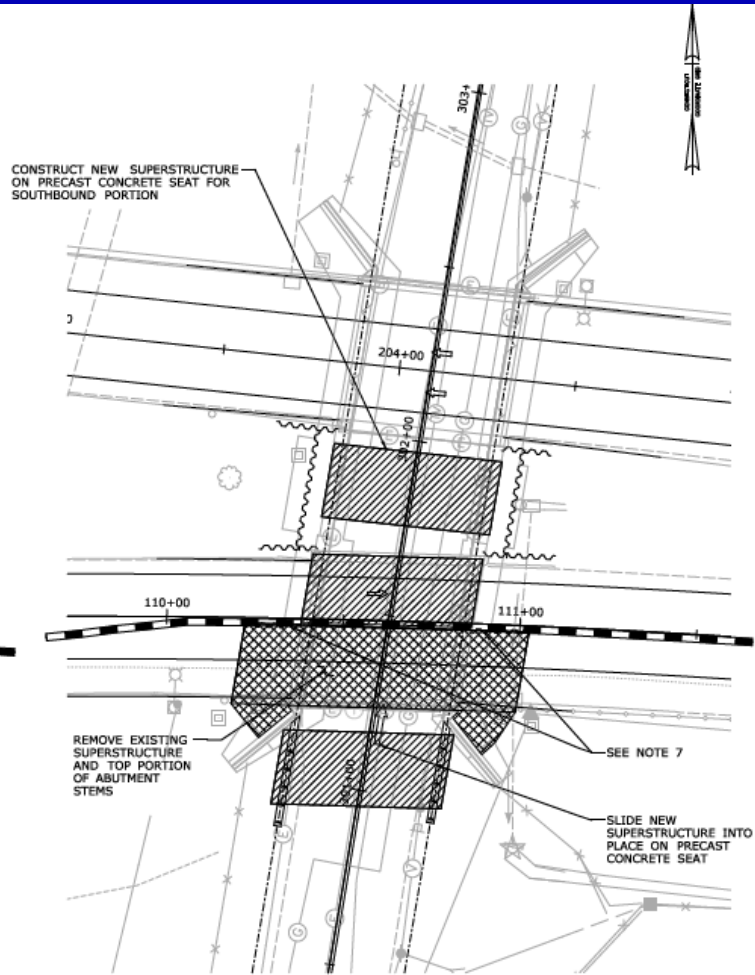 303+
CONSTRUCT NEW SUPERSTRUCTURE
ON PRECAST CONCRETE SEAT FOR
SOUTHBOUND PORTION
204+00
302+00
110+00
111+00
REMOVE EXISTING
SUPERSTRUCTURE
AND TOP PORTION
OF ABUTMENT
STEMS
SEE NOTE 7
SLIDE NEW
SUPERSTRUCTURE INTO
PLACE ON PRECAST
CONCRETE SEAT